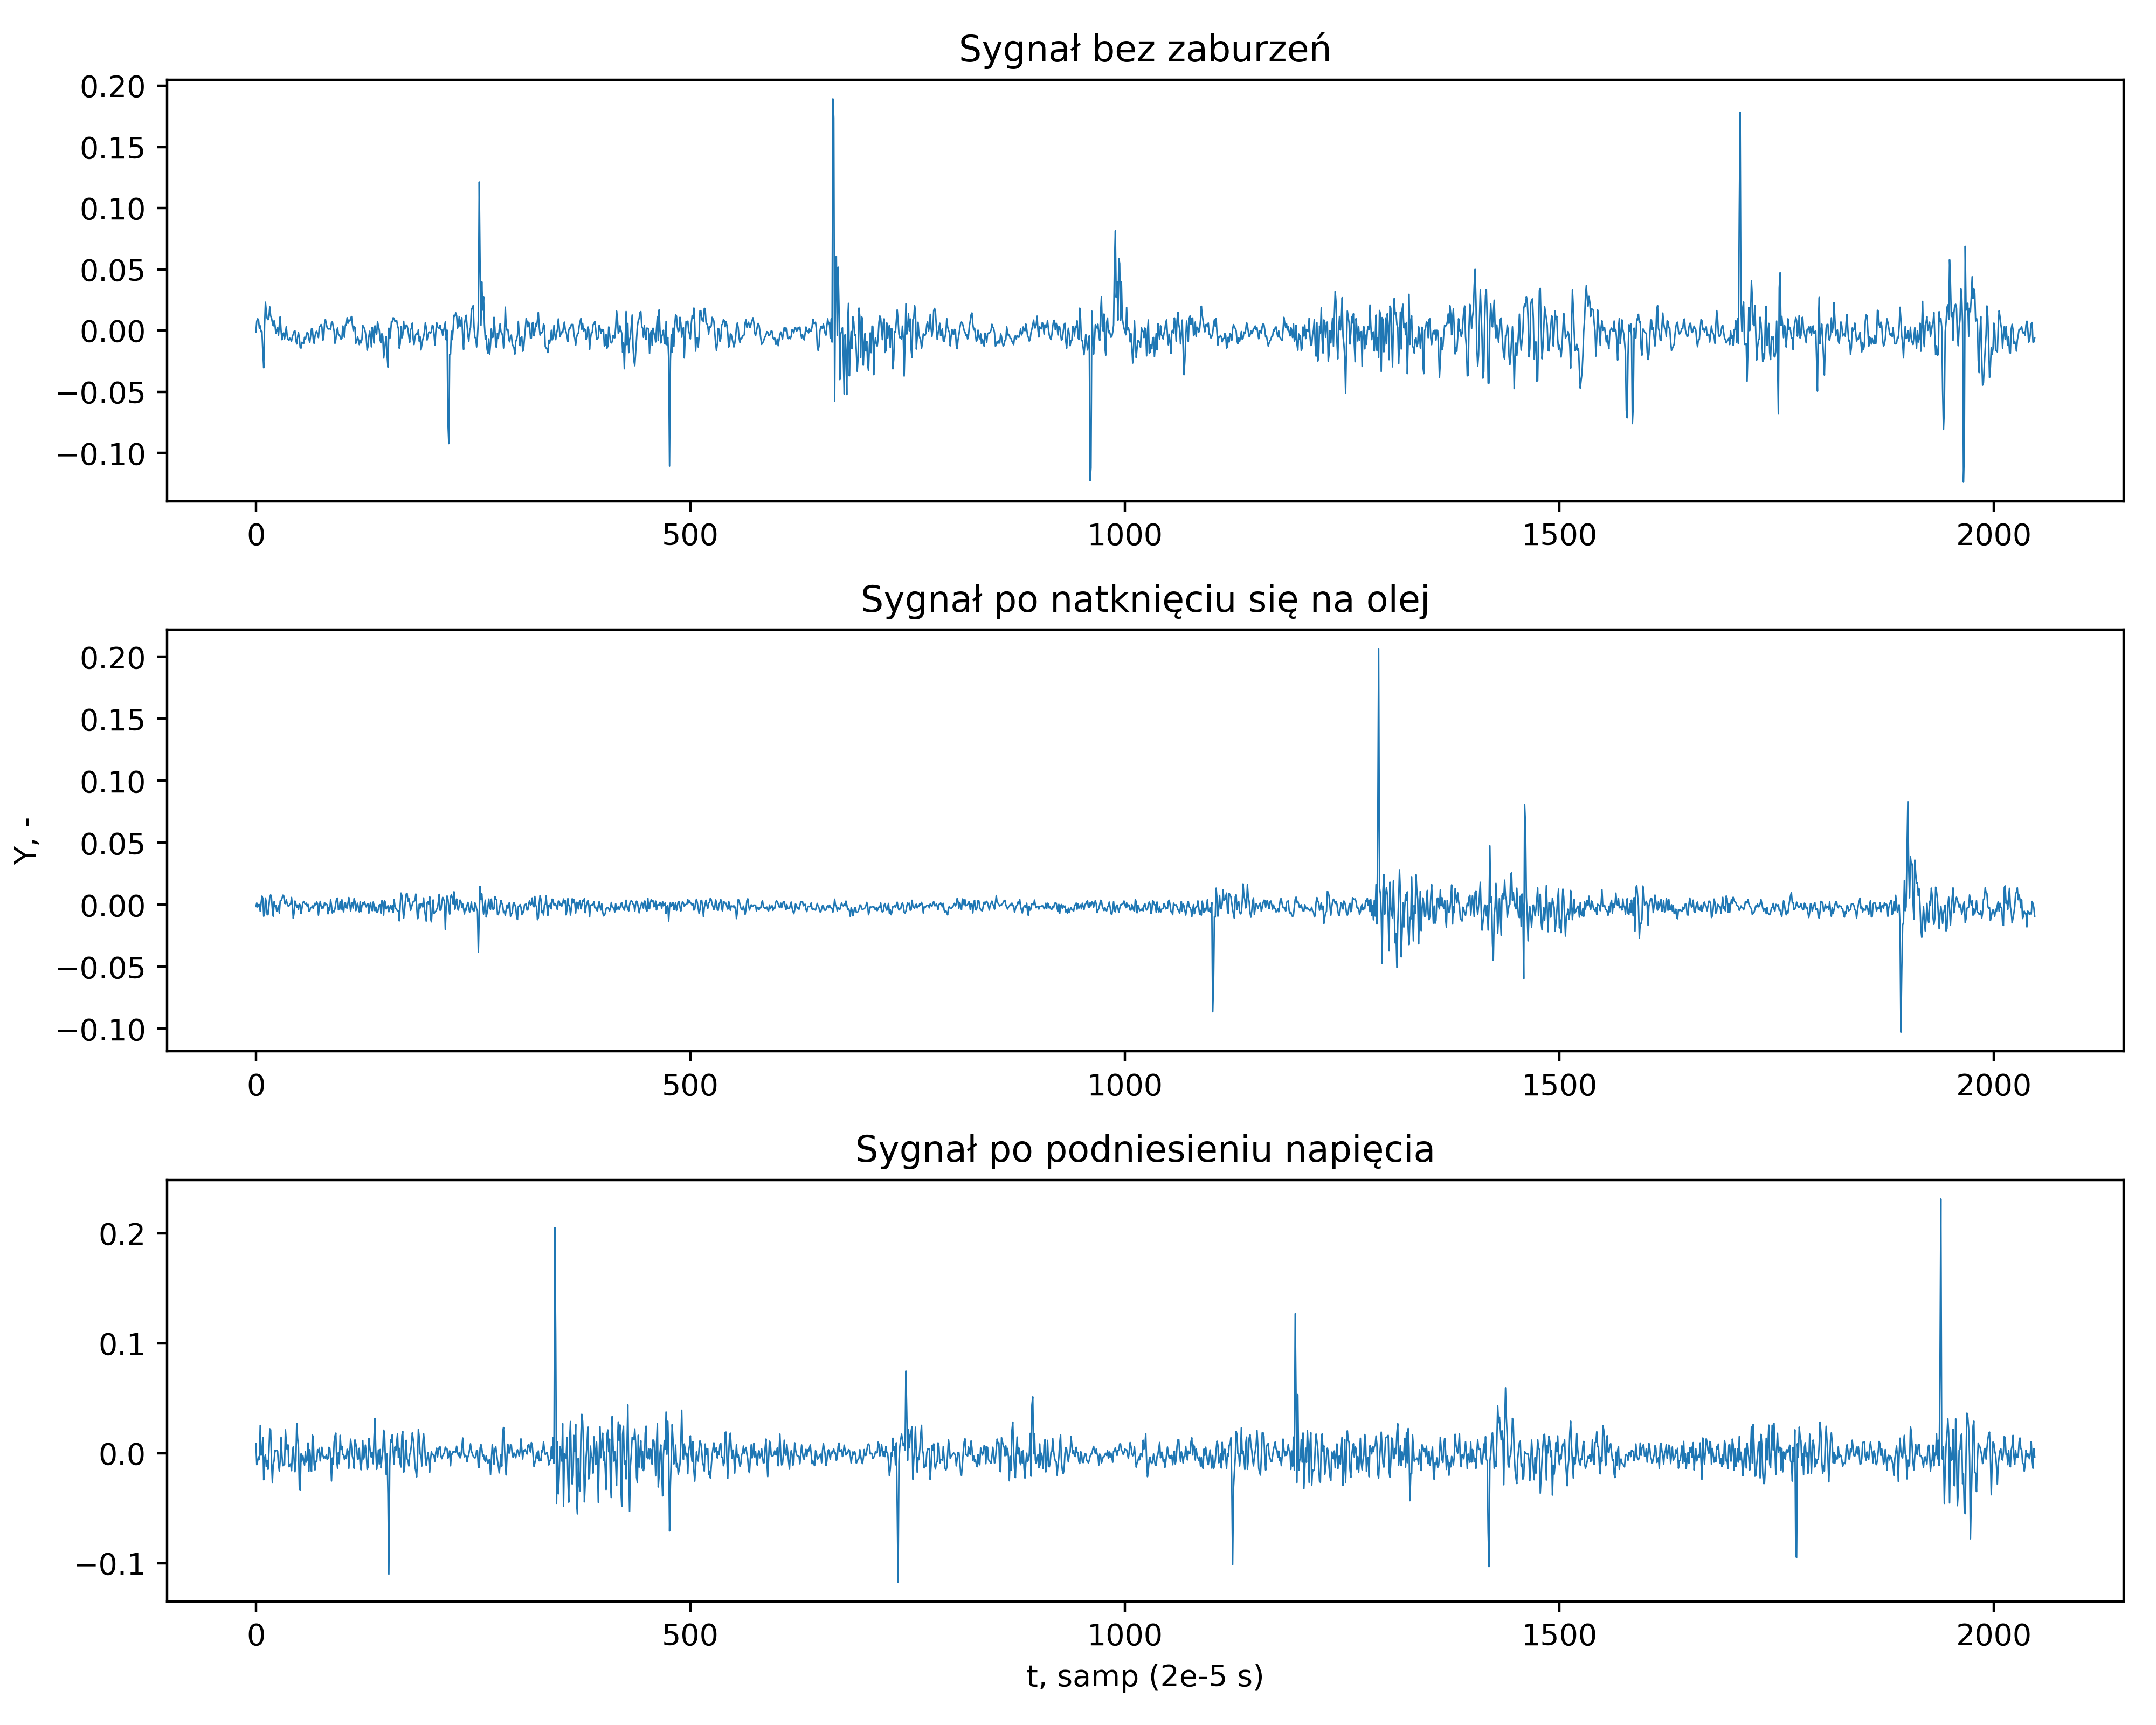 Sygnał bez zaburzeń
0.20
0.15
0.10
0.05
0.00
−0.05
−0.10
0 500 1000 1500 2000
Sygnał po natknięciu się na olej
Y, -
0.20
0.15
0.10
0.05
0.00
−0.05
−0.10
0 500 1000 1500 2000
Sygnał po podniesieniu napięcia
0.2
0.1
0.0
−0.1
0 500 1000 1500 2000
t, samp (2e-5 s)